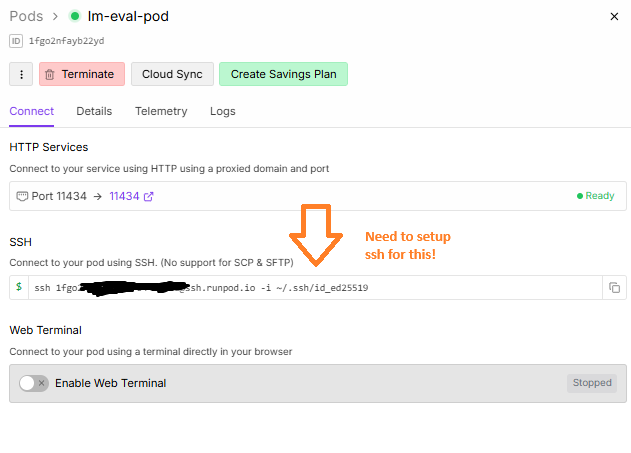 Pods > lm-eval-pod
ID 1fgo2nfayb22yd
Terminate Cloud Sync Create Savings Plan
Connect Details Telemetry Logs
HTTP Services
Connect to your service using HTTP using a proxied domain and port
Port 11434 → 11434 Ready
SSH
Need to setup
ssh for this!
Connect to your pod using SSH. (No support for SCP & SFTP)
$ ssh 1fgo2 @ssh.runpod.io -i ~/.ssh/id_ed25519
Web Terminal
Connect to your pod using a terminal directly in your browser
Enable Web Terminal Stopped